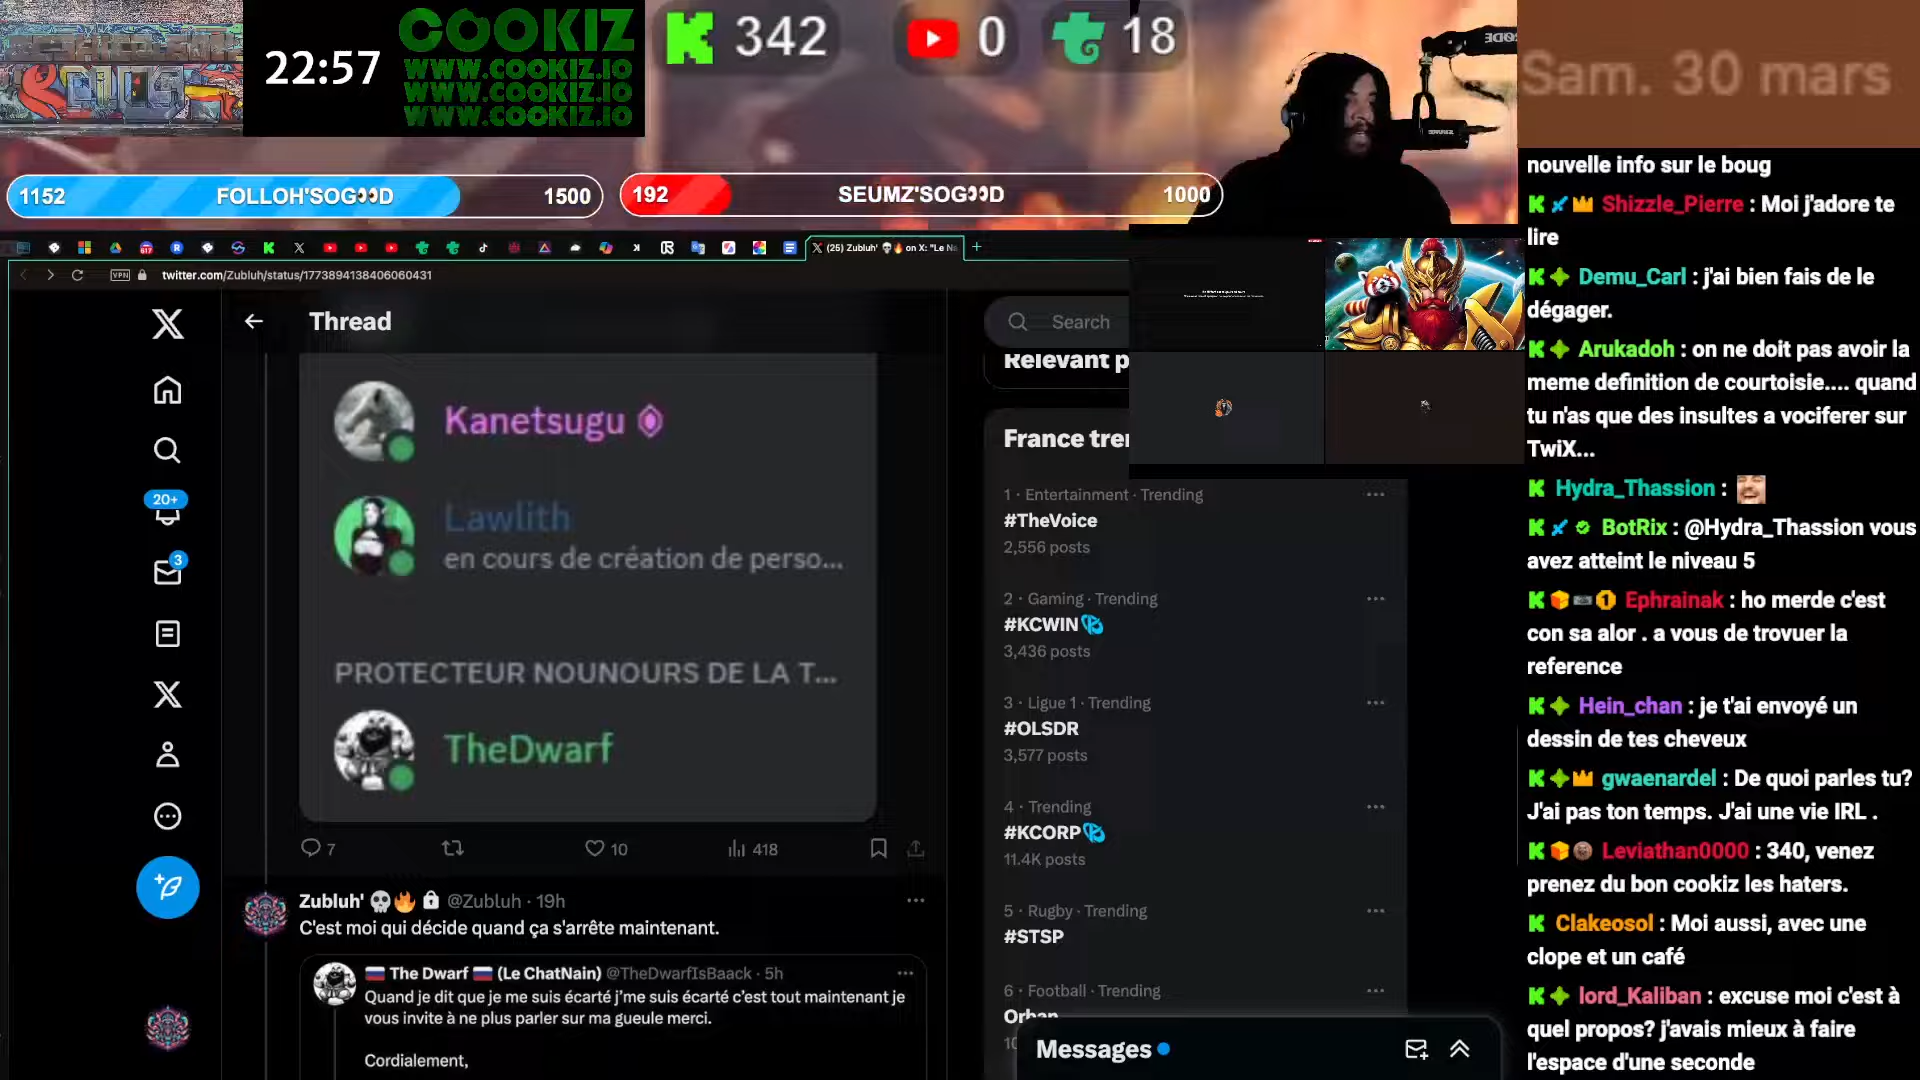 22:57
COOKIZ
WWW.COOKIZ.IO
WWW.COOKIZ.IO
WWW.COOKIZ.IO
342
0
18
Sam. 30 mars
1152
FOLLOH'SOG👀D
1500
192
SEUMZ'SOG👀D
1000
(25) Zubluh' 💀🔥 on X: "Le Na
VPN
twitter.com/Zubluh/status/1773894138406060431
Thread
Search
Kanetsugu
Lawlith
en cours de création de perso...
PROTECTEUR NOUNOURS DE LA T...
TheDwarf
7
10
418
20+
3
Zubluh' 💀🔥 @Zubluh · 19h
C'est moi qui décide quand ça s'arrête maintenant.
🇷🇺 The Dwarf 🇷🇺 (Le ChatNain) @TheDwarfIsBaack · 5h
Quand je dit que je me suis écarté j'me suis écarté c'est tout maintenant je
vous invite à ne plus parler sur ma gueule merci.
Cordialement,
Relevant p
France tren
1 · Entertainment · Trending
#TheVoice
2,556 posts
2 · Gaming · Trending
#KCWIN
3,436 posts
3 · Ligue 1 · Trending
#OLSDR
3,577 posts
4 · Trending
#KCORP
11.4K posts
5 · Rugby · Trending
#STSP
6 · Football · Trending
Orban
10
Messages
nouvelle info sur le boug
Shizzle_Pierre : Moi j'adore te
lire
Demu_Carl : j'ai bien fais de le
dégager.
Arukadoh : on ne doit pas avoir la
meme definition de courtoisie.... quand
tu n'as que des insultes a vociferer sur
TwiX...
Hydra_Thassion :
BotRix : @Hydra_Thassion vous
avez atteint le niveau 5
Ephrainak : ho merde c'est
con sa alor . a vous de trovuer la
reference
Hein_chan : je t'ai envoyé un
dessin de tes cheveux
gwaenardel : De quoi parles tu?
J'ai pas ton temps. J'ai une vie IRL .
Leviathan0000 : 340, venez
prenez du bon cookiz les haters.
Clakeosol : Moi aussi, avec une
clope et un café
lord_Kaliban : excuse moi c'est à
quel propos? j'avais mieux à faire
l'espace d'une seconde